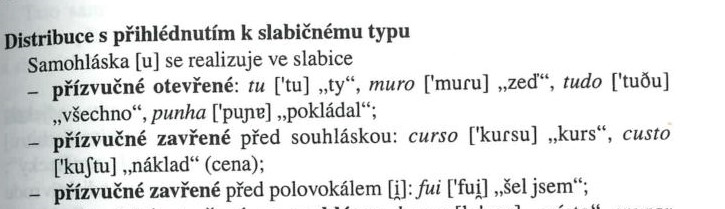 Distribuce s přihlédnutím k slabičnému typu
Samohláska [u] se realizuje ve slabice
– přízvučné otevřené: tu ['tu] „ty“, muro ['muɾu] „zeď“, tudo ['tuðu]
„všechno“, punha ['puɲɐ] „pokládal“;
– přízvučné zavřené před souhláskou: curso ['kuɾsu] „kurs“, custo
['kuʃtu] „náklad“ (cena);
– přízvučné zavřené před polovokálem [i̯]: fui ['fui̯] „šel jsem“;